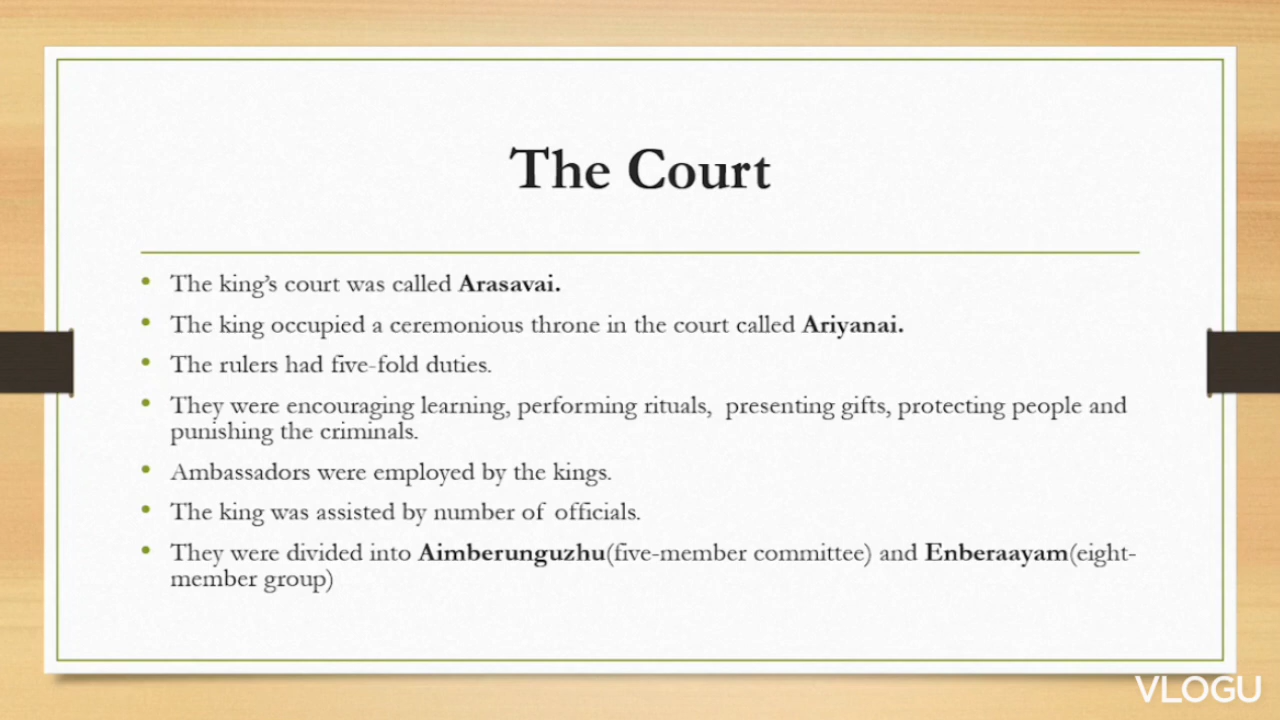 The Court
• The king's court was called Arasavai.
• The king occupied a ceremonious throne in the court called Ariyanai.
• The rulers had five-fold duties.
• They were encouraging learning, performing rituals,  presenting gifts, protecting people and
punishing the criminals.
• Ambassadors were employed by the kings.
• The king was assisted by number of officials.
• They were divided into Aimberunguzhu(five-member committee) and Enberaayam(eight-
member group)
VLOGU